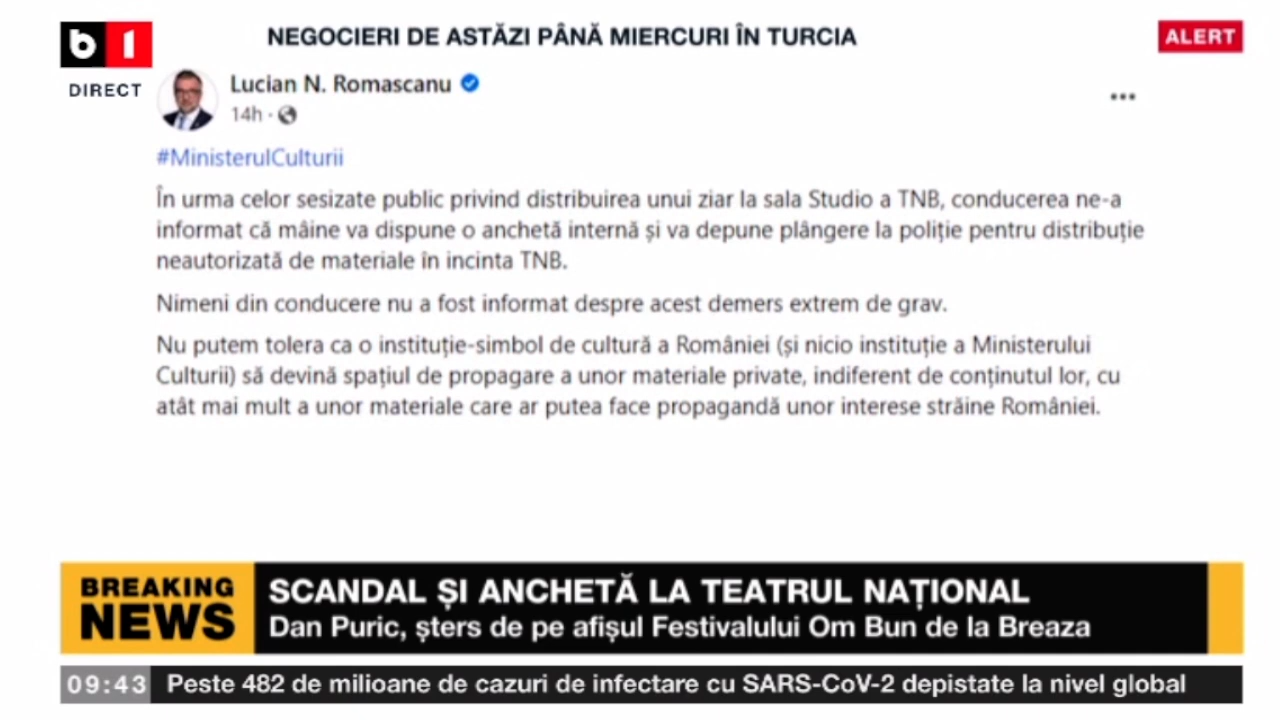 b1
NEGOCIERI DE ASTĂZI PÂNĂ MIERCURI ÎN TURCIA
ALERT
DIRECT
Lucian N. Romascanu
14h ·
...
#MinisterulCulturii
În urma celor sesizate public privind distribuirea unui ziar la sala Studio a TNB, conducerea ne-a
informat că mâine va dispune o anchetă internă și va depune plângere la poliție pentru distribuție
neautorizată de materiale în incinta TNB.
Nimeni din conducere nu a fost informat despre acest demers extrem de grav.
Nu putem tolera ca o instituție-simbol de cultură a României (și nicio instituție a Ministerului
Culturii) să devină spațiul de propagare a unor materiale private, indiferent de conținutul lor, cu
atât mai mult a unor materiale care ar putea face propagandă unor interese străine României.
BREAKING
NEWS
SCANDAL ȘI ANCHETĂ LA TEATRUL NAȚIONAL
Dan Puric, șters de pe afișul Festivalului Om Bun de la Breaza
09:43 Peste 482 de milioane de cazuri de infectare cu SARS-CoV-2 depistate la nivel global